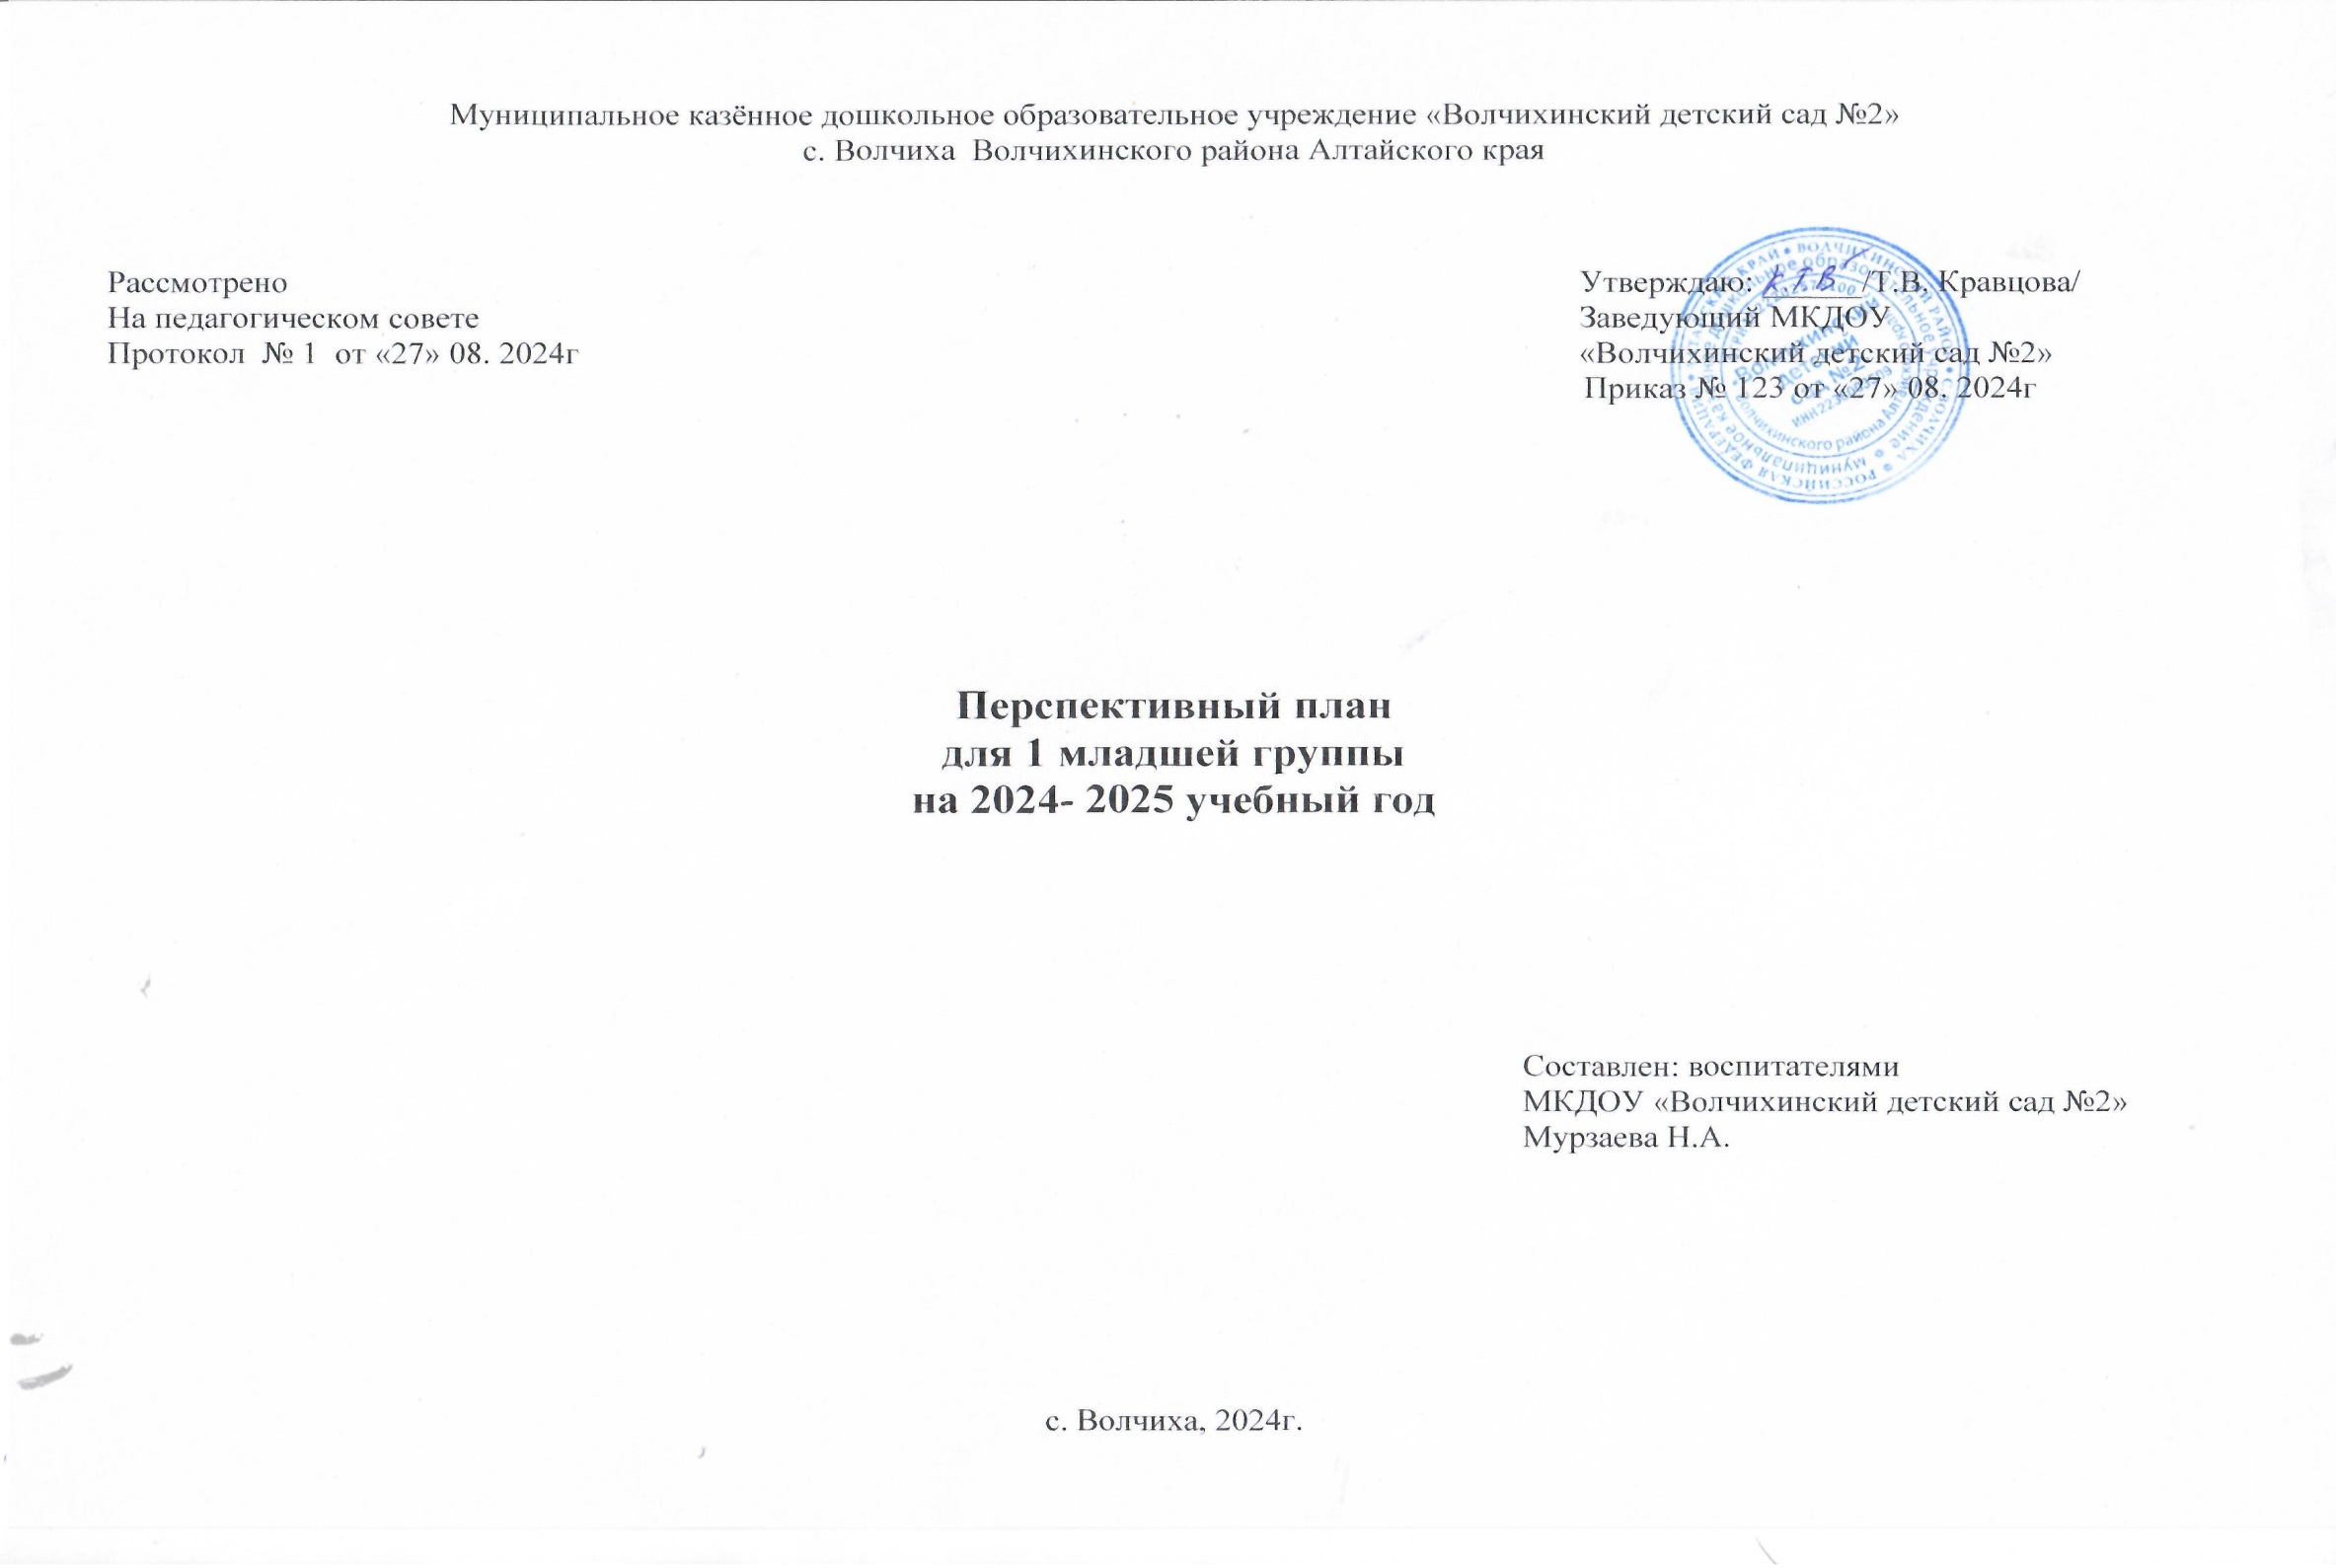 Муниципальное казённое дошкольное образовательное учреждение «Волчихинский детский сад №2»
с. Волчиха Волчихинского района Алтайского края
Рассмотрено
На педагогическом совете
Протокол № 1 от «27» 08. 2024г
Утверждаю: /Т.В. Кравцова/
Заведующий МКДОУ
«Волчихинский детский сад №2»
Приказ № 123 от «27» 08. 2024г
Перспективный план
для 1 младшей группы
на 2024- 2025 учебный год
Составлен: воспитателями
МКДОУ «Волчихинский детский сад №2»
Мурзаева Н.А.
с. Волчиха, 2024г.